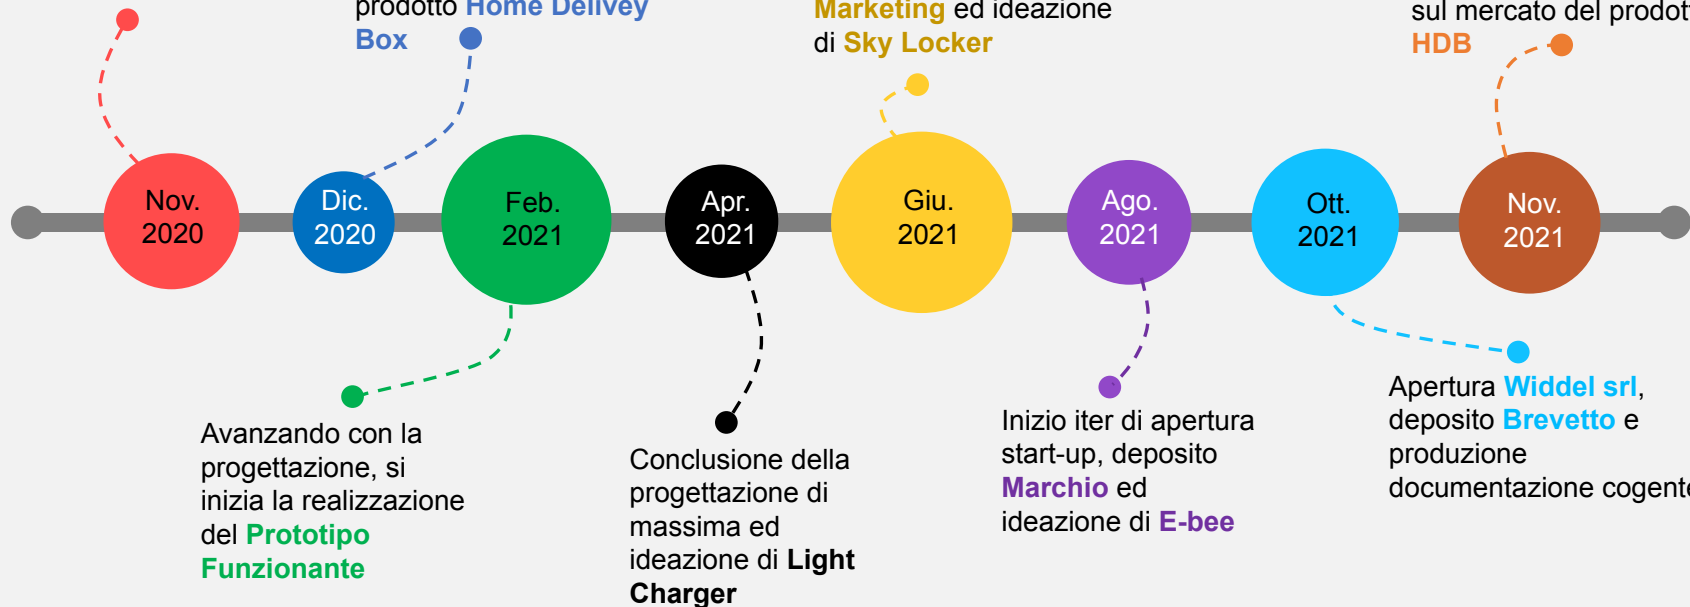 prodotto Home Delivey
Box
Marketing ed ideazione
di Sky Locker
sul mercato del prodott
HDB
Nov.
2020
Dic.
2020
Feb.
2021
Apr.
2021
Giu.
2021
Ago.
2021
Ott.
2021
Nov.
2021
Avanzando con la
progettazione, si
inizia la realizzazione
del Prototipo
Funzionante
Conclusione della
progettazione di
massima ed
ideazione di Light
Charger
Inizio iter di apertura
start-up, deposito
Marchio ed
ideazione di E-bee
Apertura Widdel srl,
deposito Brevetto e
produzione
documentazione cogente